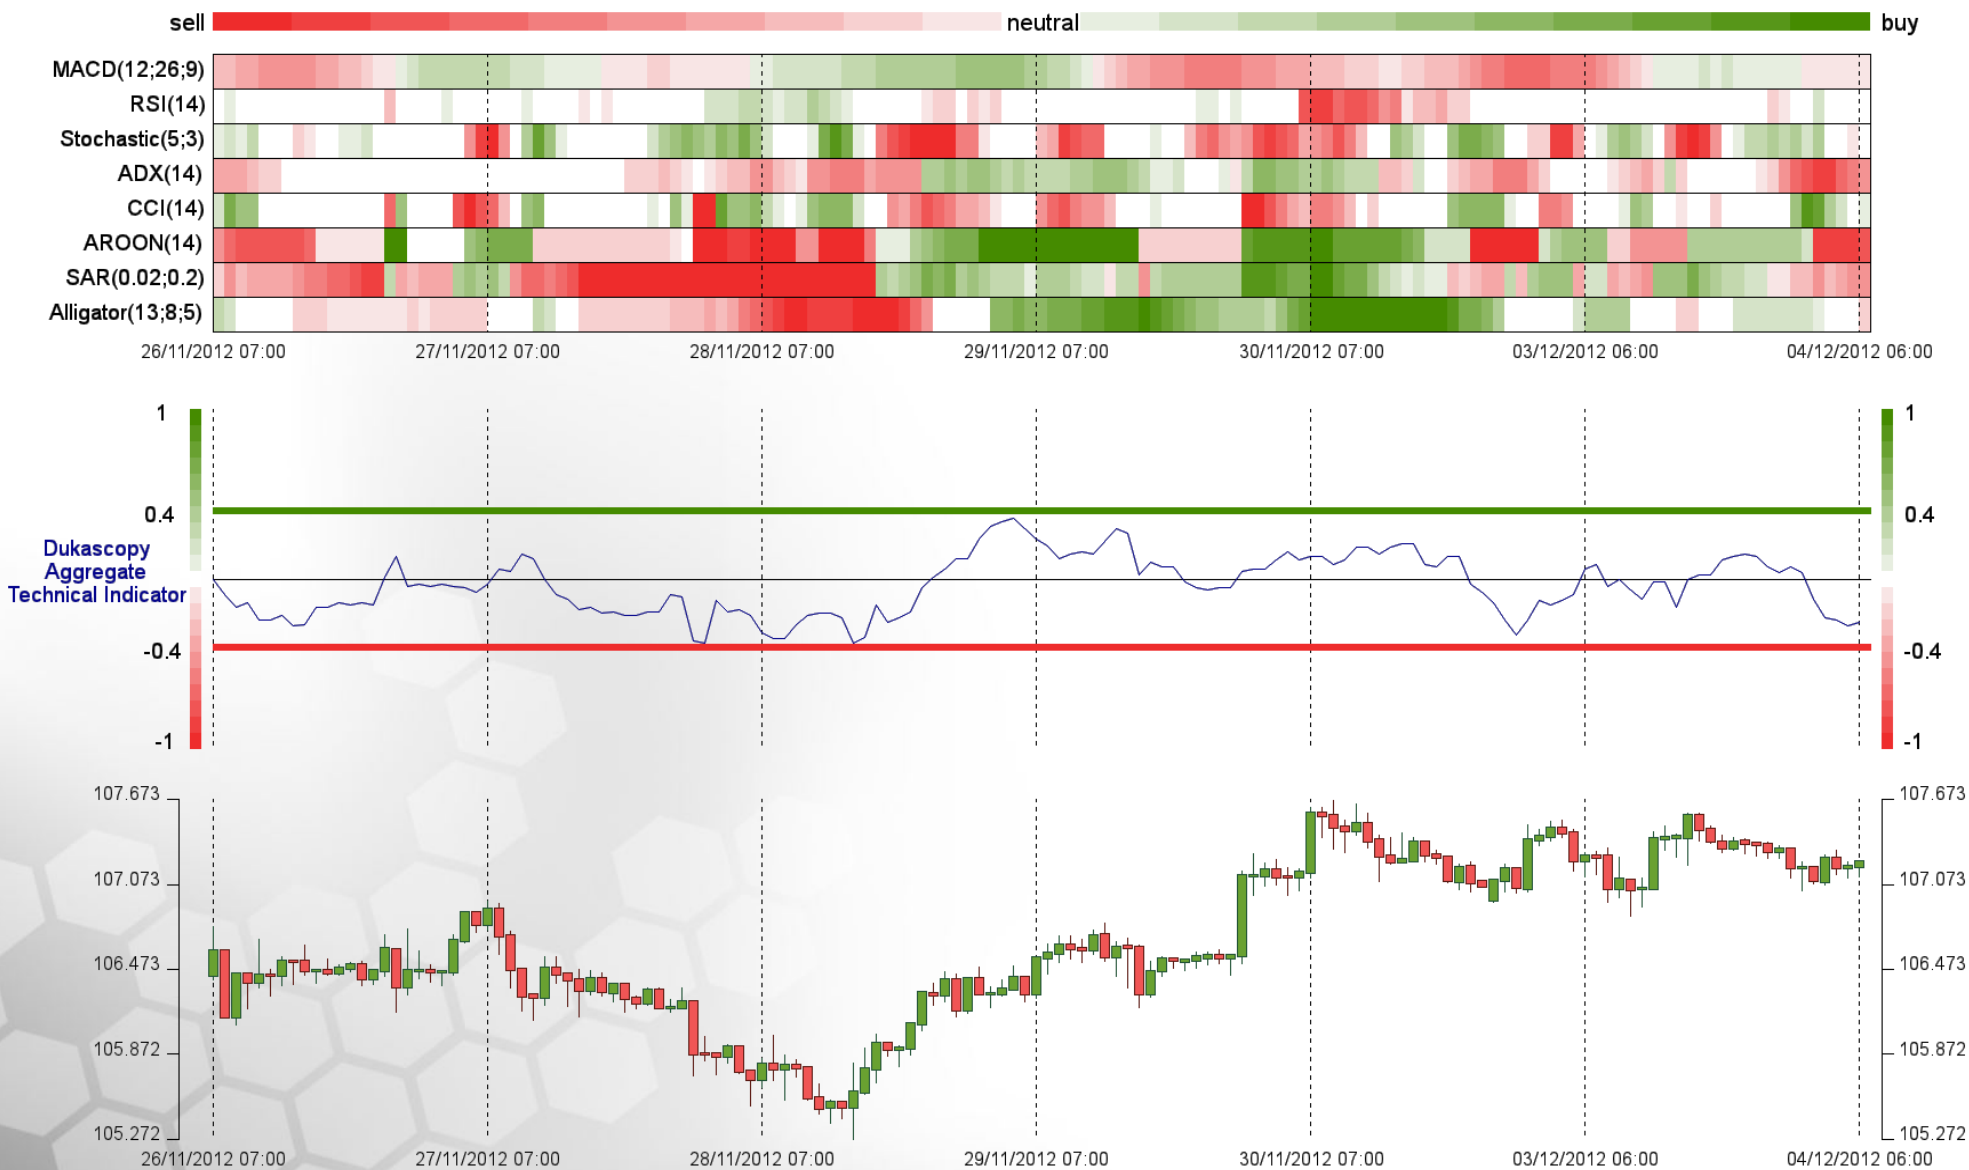 sell neutral buy
MACD(12;26;9)
RSI(14)
Stochastic(5;3)
ADX(14)
CCI(14)
AROON(14)
SAR(0.02;0.2)
Alligator(13;8;5)
26/11/2012 07:00 27/11/2012 07:00 28/11/2012 07:00 29/11/2012 07:00 30/11/2012 07:00 03/12/2012 06:00 04/12/2012 06:00
1 1
0.4 0.4
Dukascopy
Aggregate
Technical Indicator
-0.4 -0.4
-1 -1
107.673 107.673
107.073 107.073
106.473 106.473
105.872 105.872
105.272 105.272
26/11/2012 07:00 27/11/2012 07:00 28/11/2012 07:00 29/11/2012 07:00 30/11/2012 07:00 03/12/2012 06:00 04/12/2012 06:00